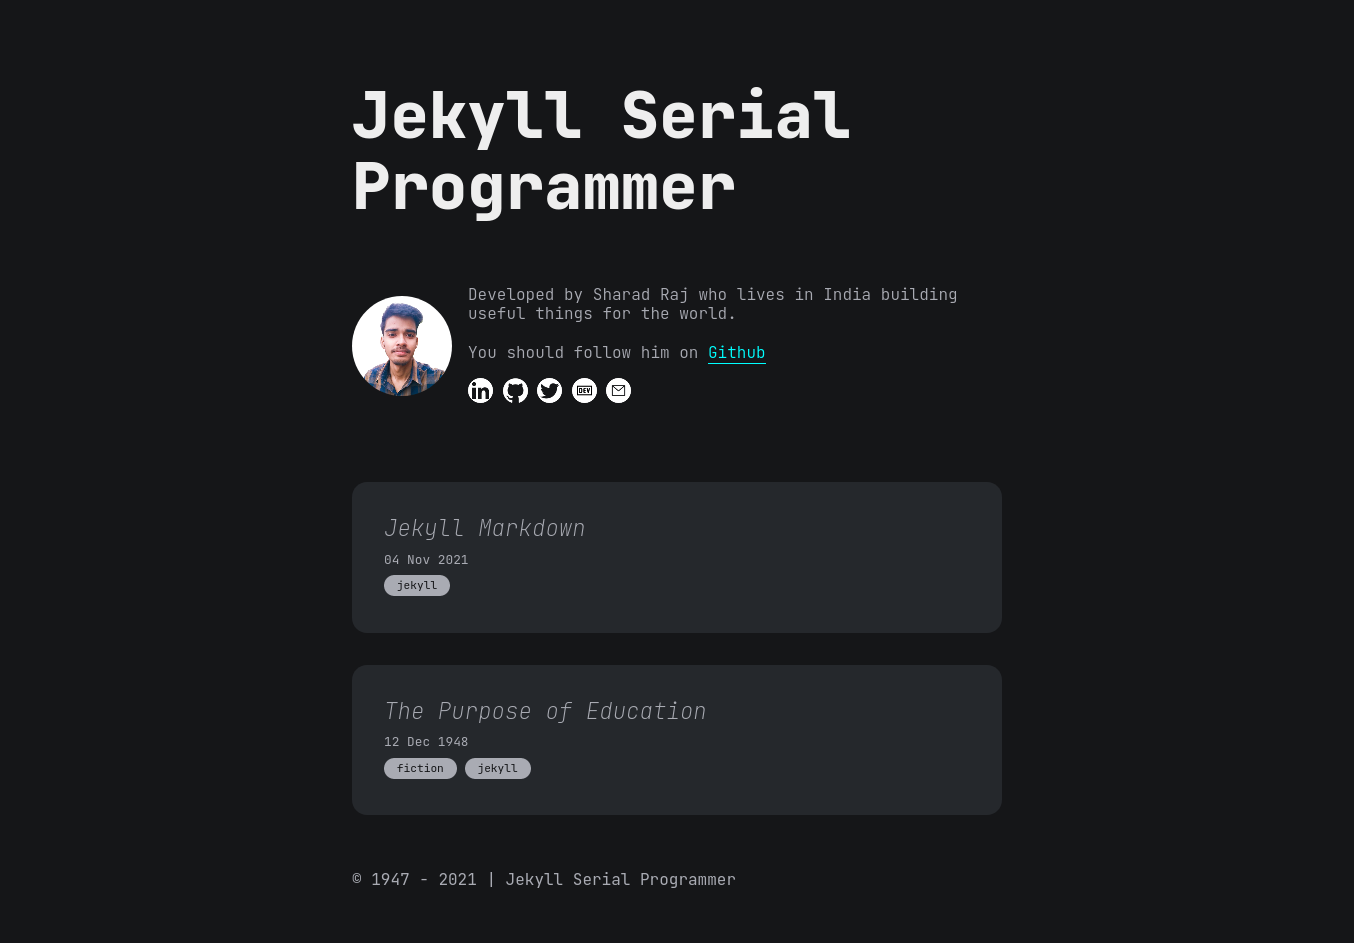 Jekyll Serial
Programmer
Developed by Sharad Raj who lives in India building
useful things for the world.
You should follow him on Github
in DEV
Jekyll Markdown
04 Nov 2021
jekyll
The Purpose of Education
12 Dec 1948
fiction jekyll
© 1947 - 2021 | Jekyll Serial Programmer